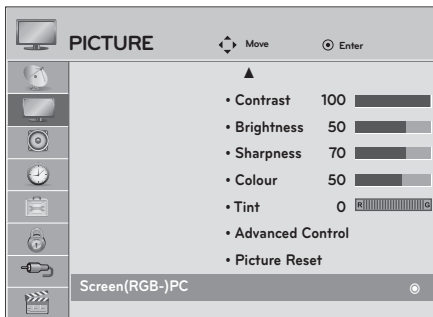 PICTURE Move Enter
• Contrast 100
• Brightness 50
• Sharpness 70
• Colour 50
• Tint 0 R G
• Advanced Control
• Picture Reset
Screen(RGB-)PC